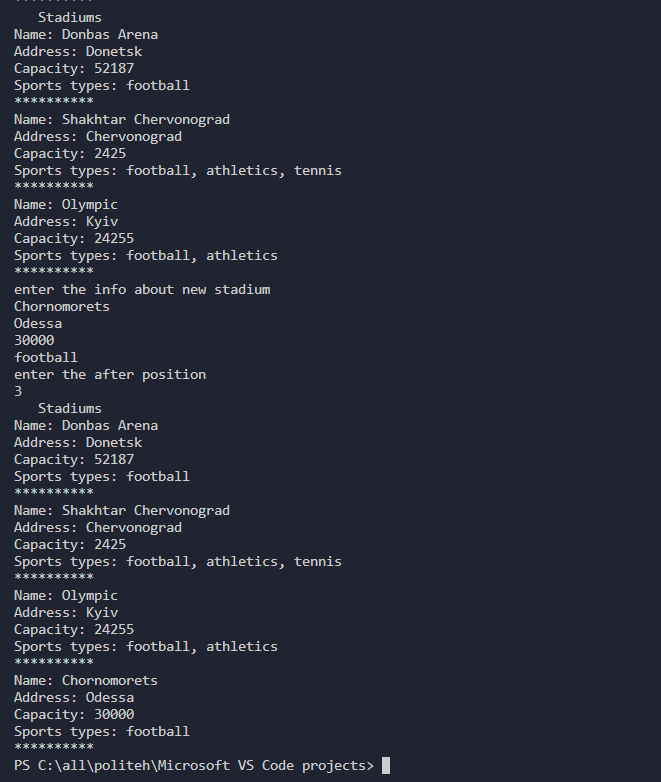 **********
   Stadiums
Name: Donbas Arena
Address: Donetsk
Capacity: 52187
Sports types: football
**********
Name: Shakhtar Chervonograd
Address: Chervonograd
Capacity: 2425
Sports types: football, athletics, tennis
**********
Name: Olympic
Address: Kyiv
Capacity: 24255
Sports types: football, athletics
**********
enter the info about new stadium
Chornomorets
Odessa
30000
football
enter the after position
3
   Stadiums
Name: Donbas Arena
Address: Donetsk
Capacity: 52187
Sports types: football
**********
Name: Shakhtar Chervonograd
Address: Chervonograd
Capacity: 2425
Sports types: football, athletics, tennis
**********
Name: Olympic
Address: Kyiv
Capacity: 24255
Sports types: football, athletics
**********
Name: Chornomorets
Address: Odessa
Capacity: 30000
Sports types: football
**********
PS C:\all\politeh\Microsoft VS Code projects>